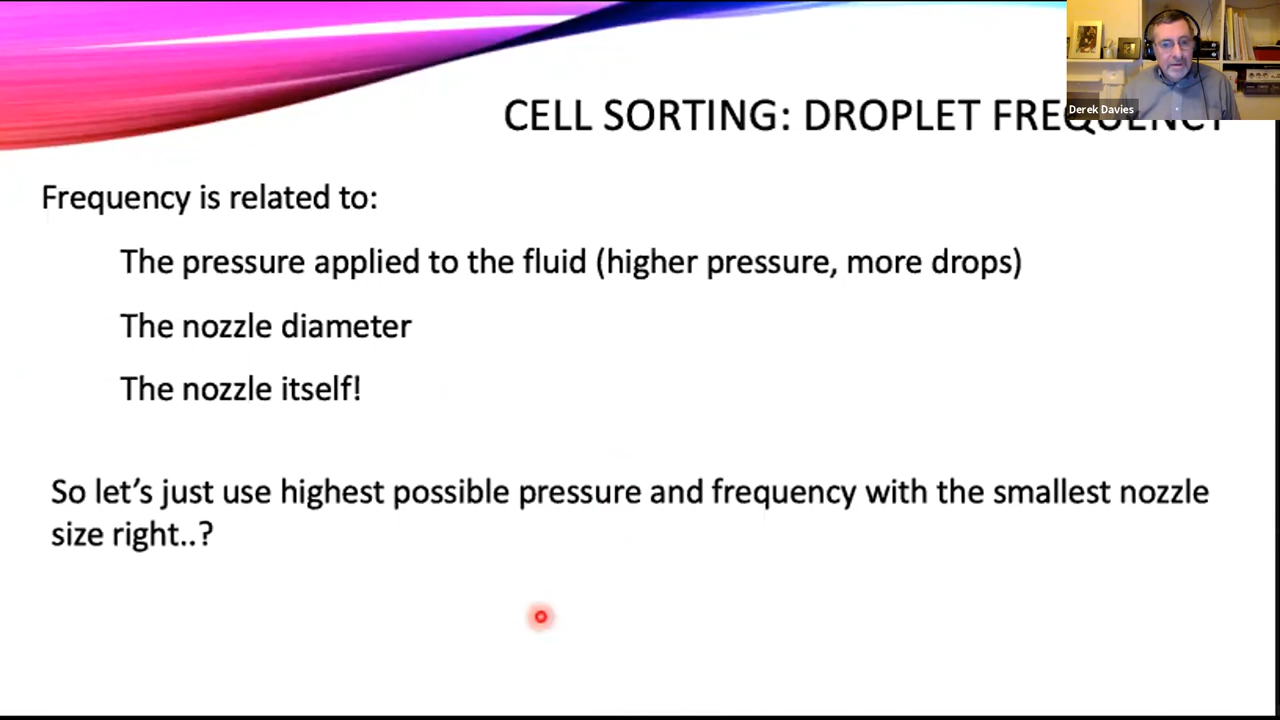 CELL SORTING: DROPLET FREQUENCY
Derek Davies
Frequency is related to:
The pressure applied to the fluid (higher pressure, more drops)
The nozzle diameter
The nozzle itself!
So let’s just use highest possible pressure and frequency with the smallest nozzle
size right..?